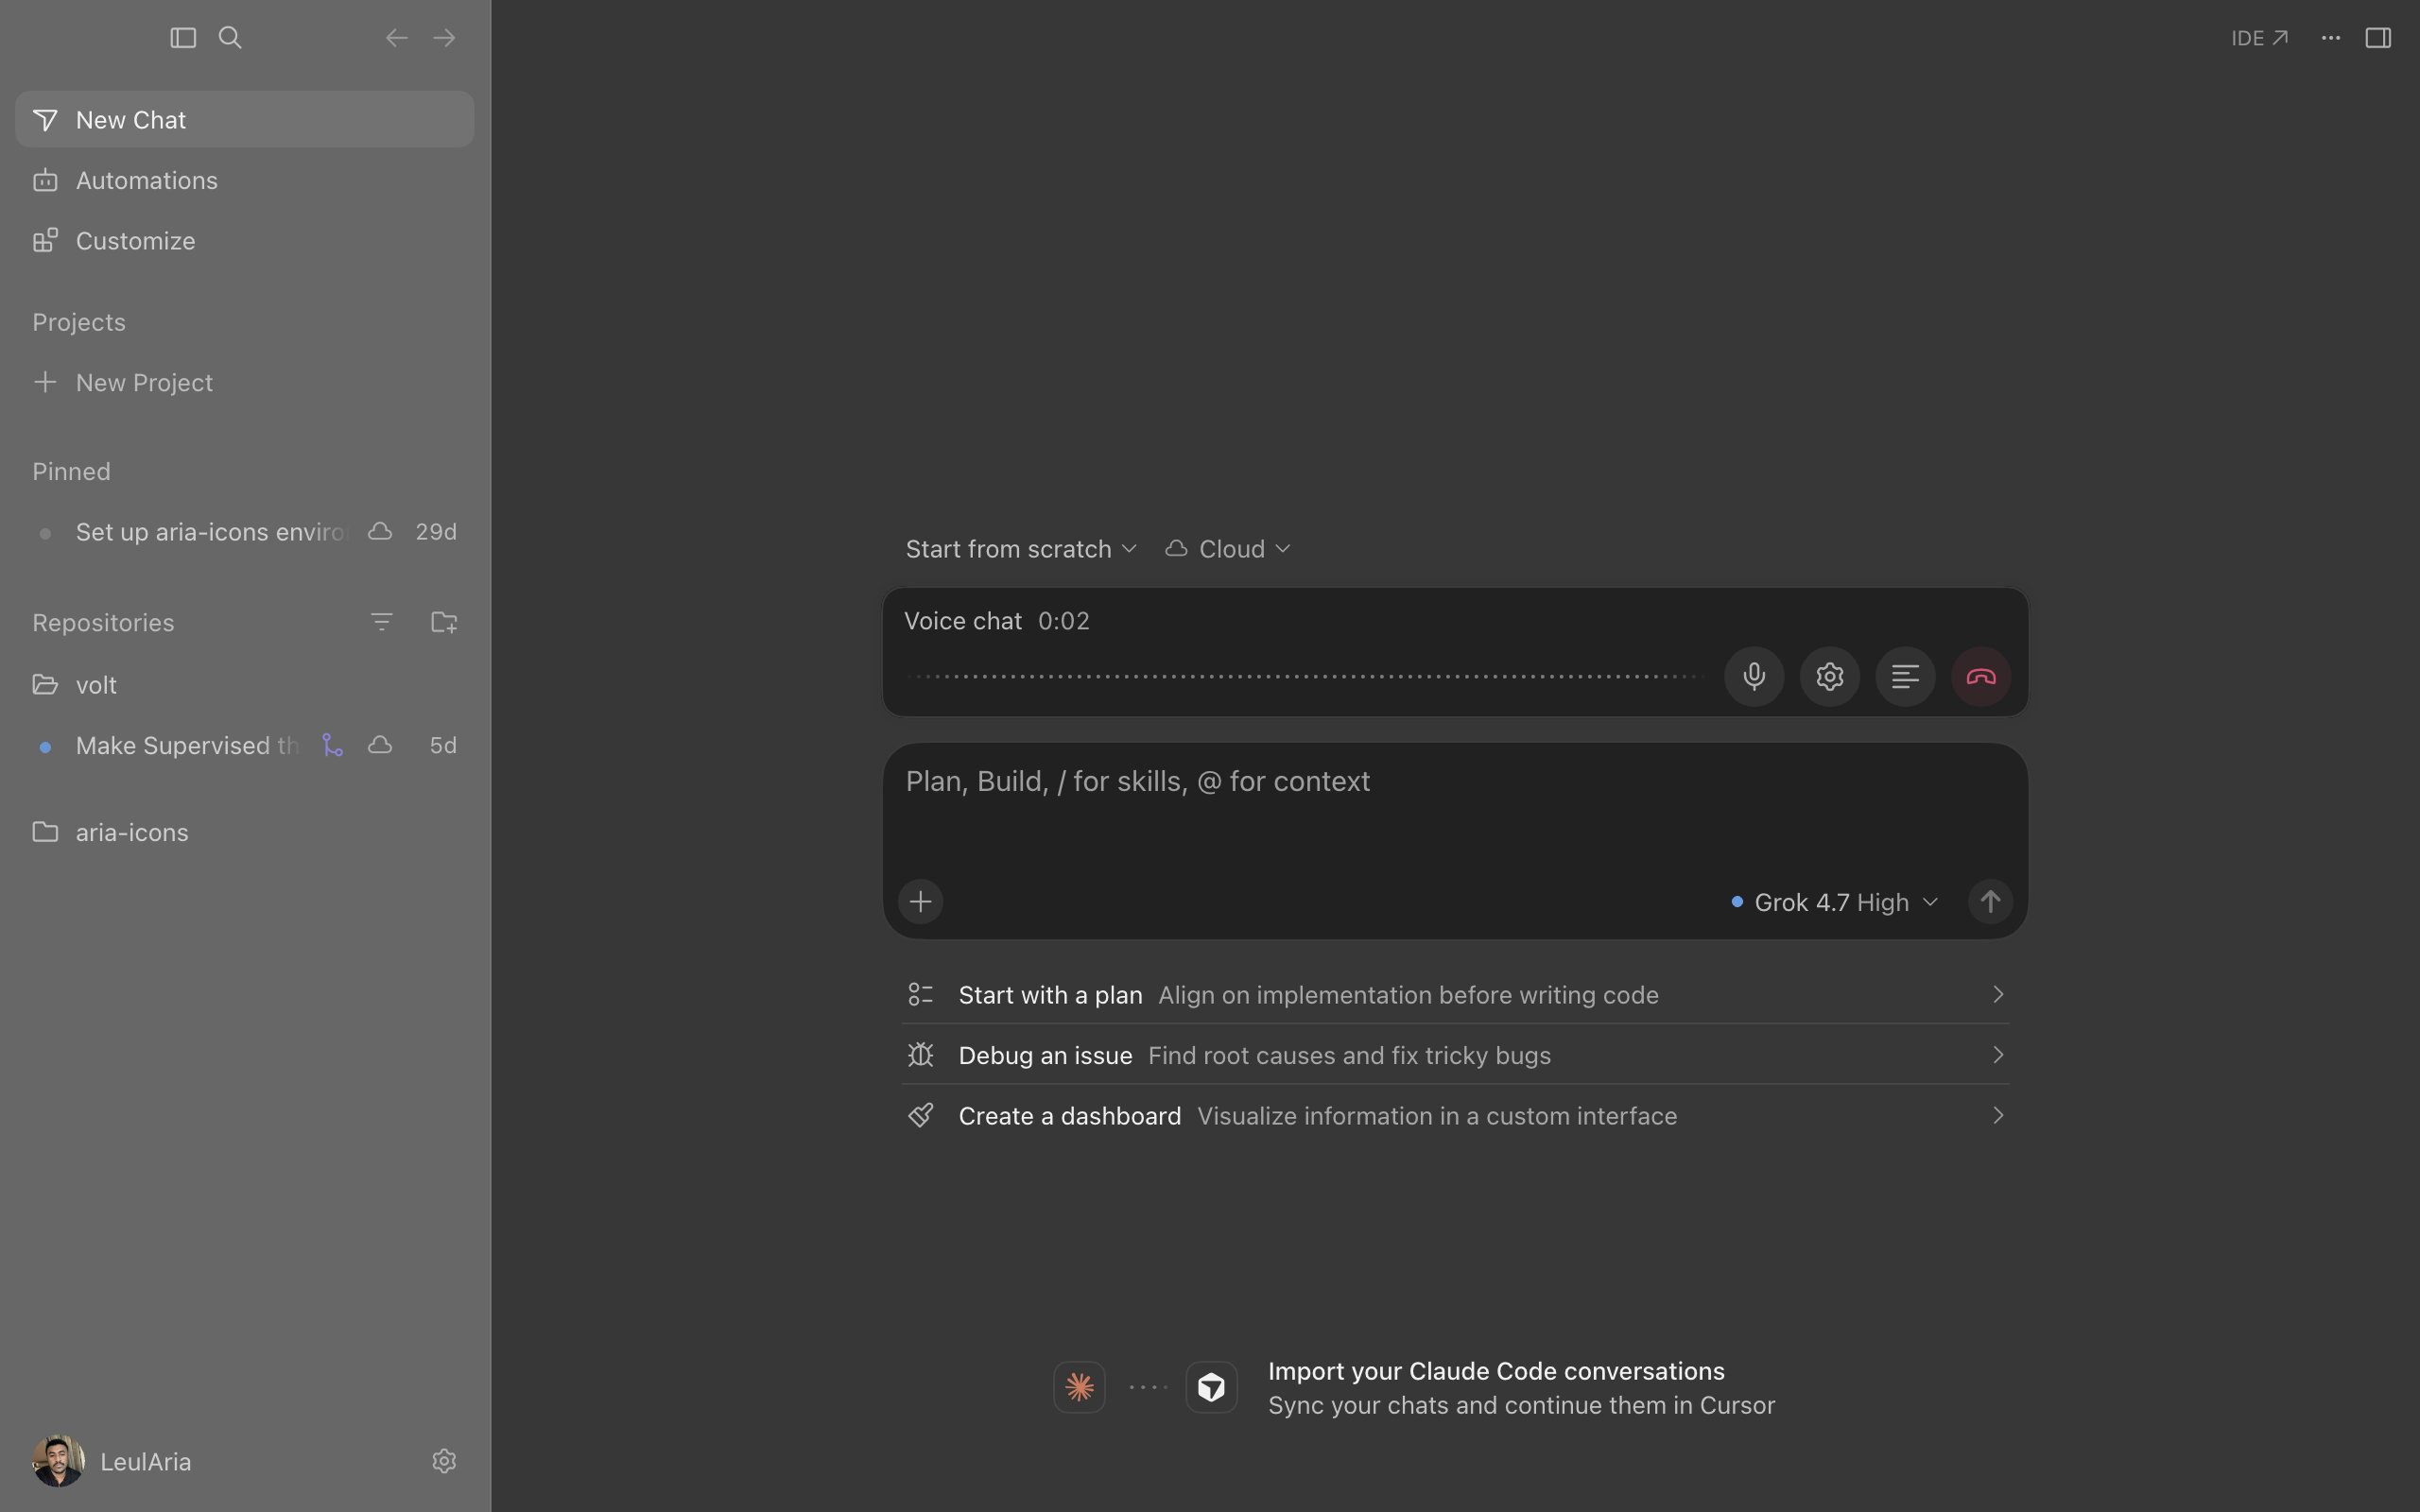 IDE
New Chat
Automations
Customize
Projects
New Project
Pinned
Set up aria-icons 29d
Repositories
volt
Make Supervised 5d
aria-icons
LeulAria
Start from scratch Cloud
Voice chat 0:02
Plan, Build, / for skills, @ for context
Grok 4.7 High
Start with a plan Align on implementation before writing code
Debug an issue Find root causes and fix tricky bugs
Create a dashboard Visualize information in a custom interface
Import your Claude Code conversations
Sync your chats and continue them in Cursor